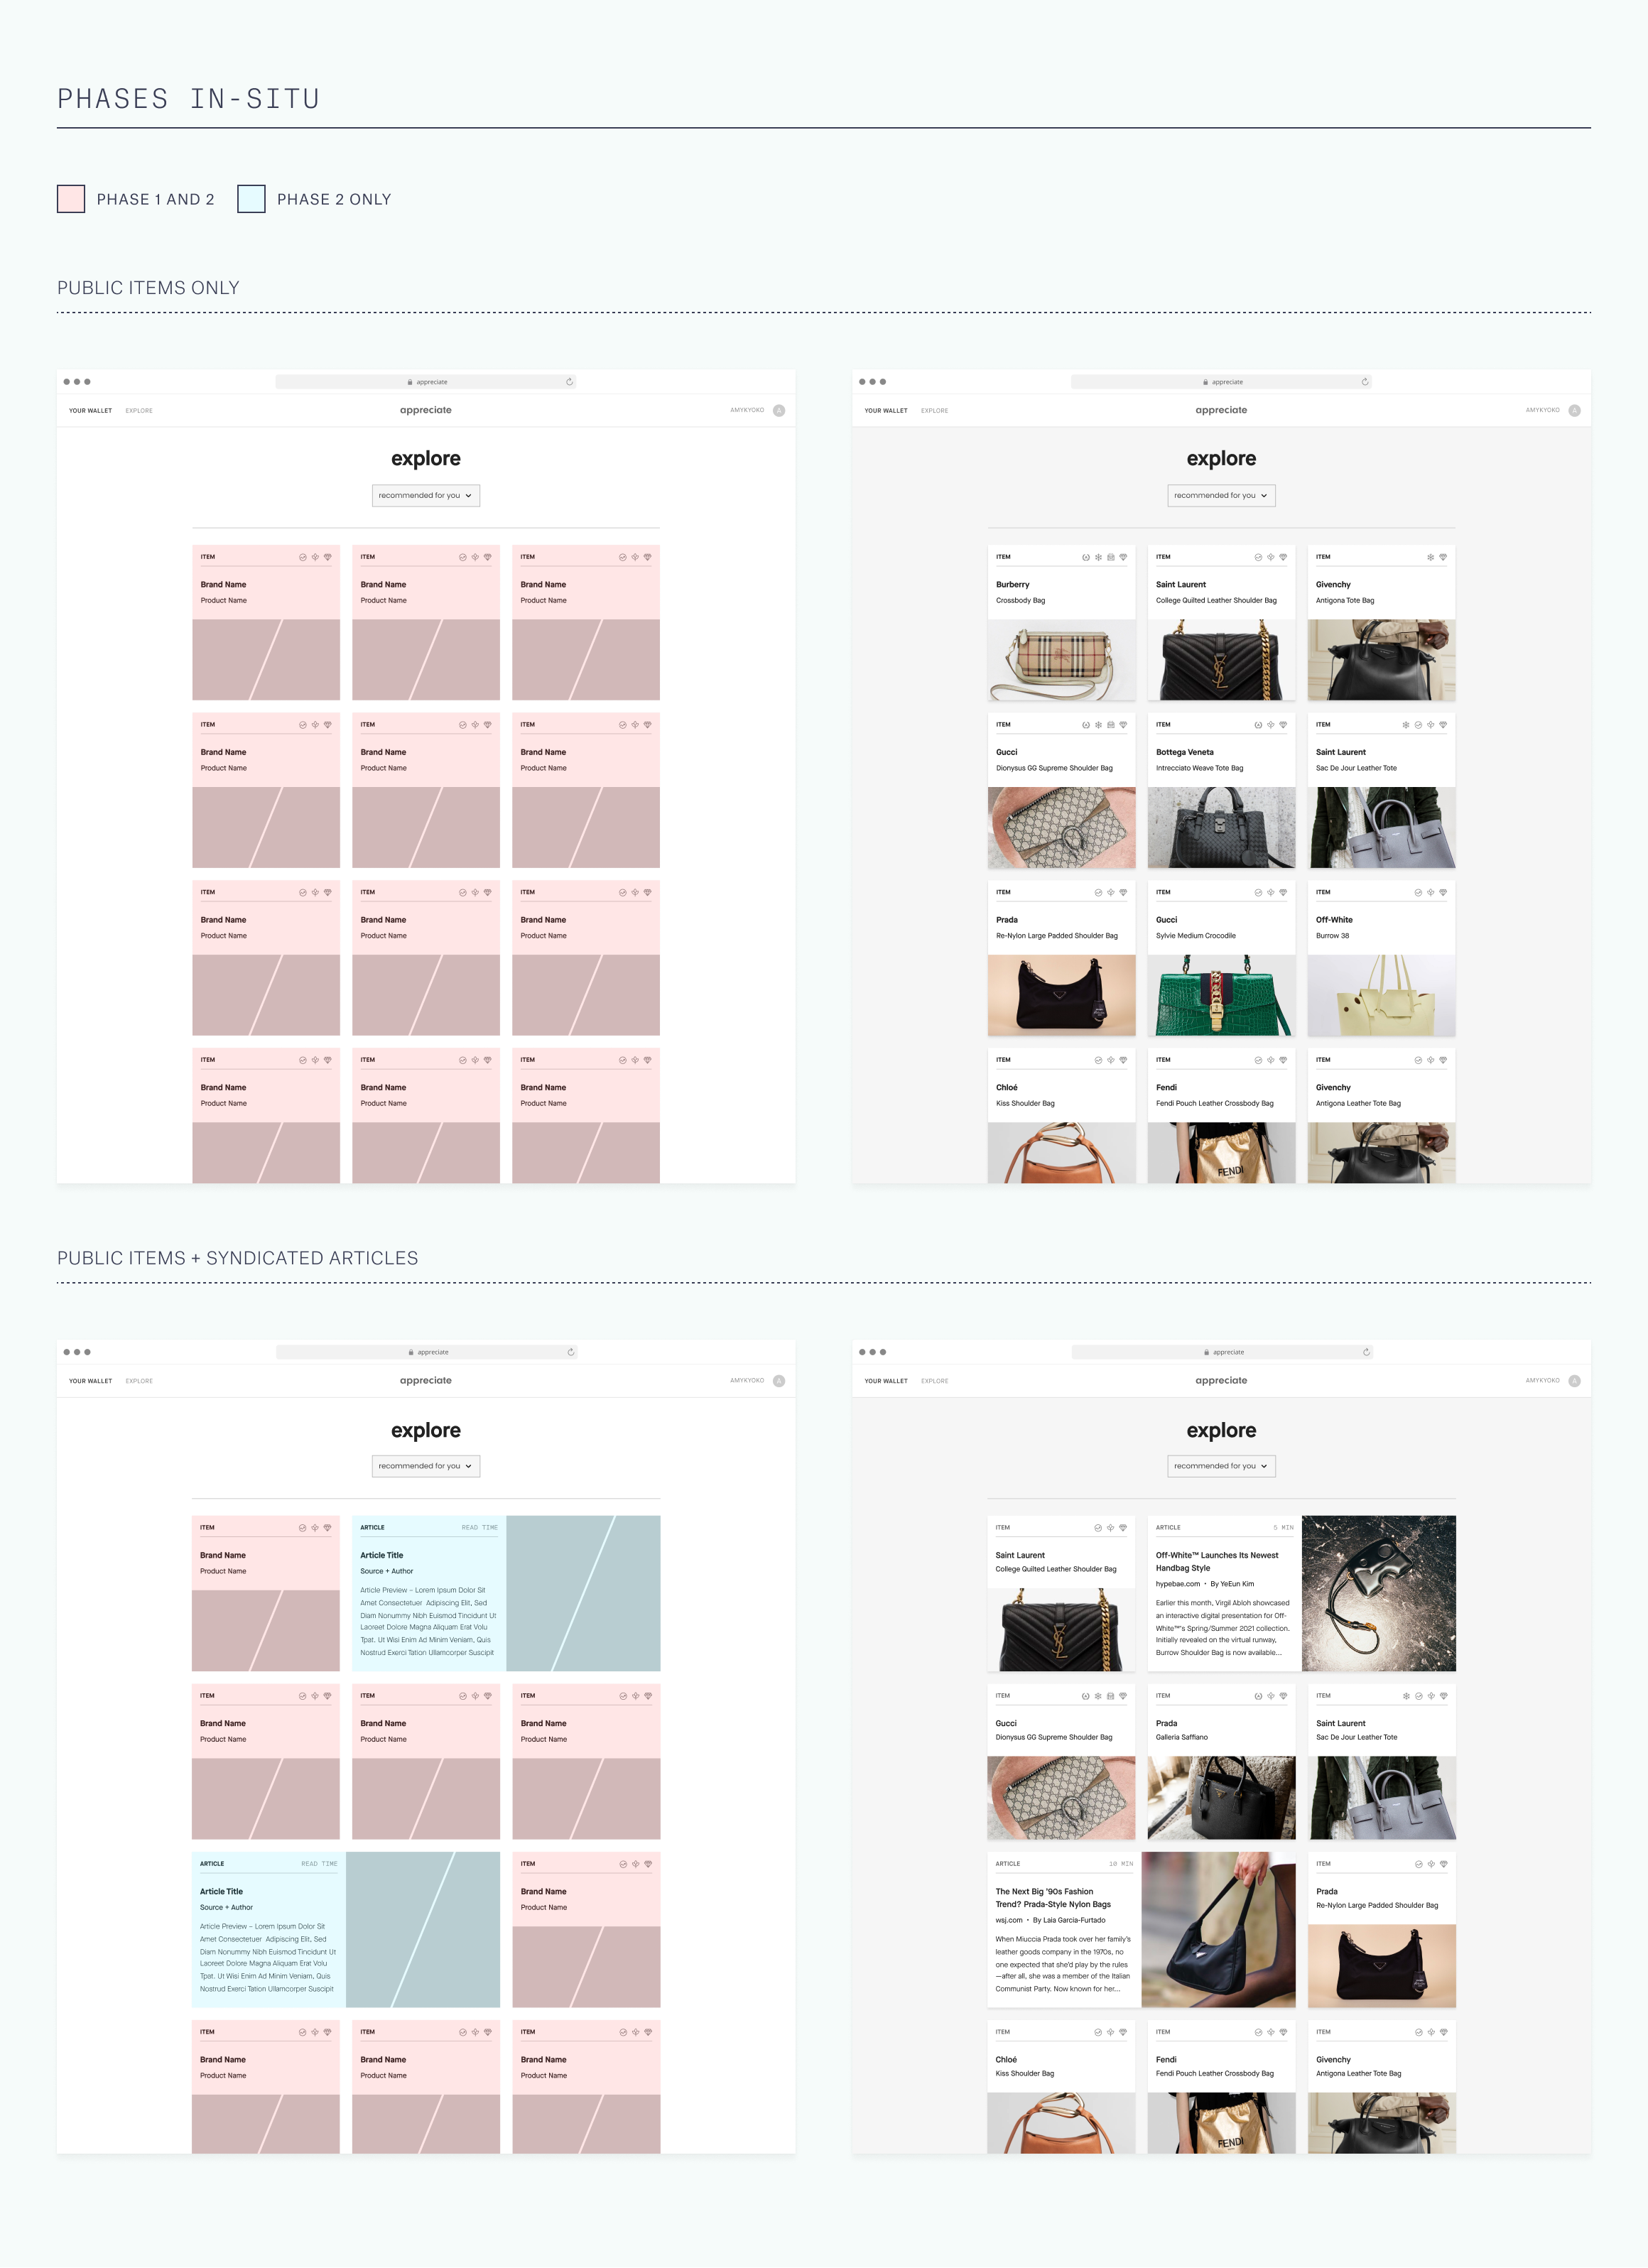 PHASES IN-SITU
PHASE 1 AND 2
PHASE 2 ONLY
PUBLIC ITEMS ONLY
appreciate
YOUR WALLET EXPLORE appreciate AMYKYOKO A
explore
recommended for you
ITEM
Brand Name
Product Name
ITEM
Brand Name
Product Name
ITEM
Brand Name
Product Name
ITEM
Brand Name
Product Name
ITEM
Brand Name
Product Name
ITEM
Brand Name
Product Name
ITEM
Brand Name
Product Name
ITEM
Brand Name
Product Name
ITEM
Brand Name
Product Name
ITEM
Brand Name
Product Name
ITEM
Brand Name
Product Name
ITEM
Brand Name
Product Name
appreciate
YOUR WALLET EXPLORE appreciate AMYKYOKO A
explore
recommended for you
ITEM
Burberry
Crossbody Bag
ITEM
Saint Laurent
College Quilted Leather Shoulder Bag
YSL
ITEM
Givenchy
Antigona Tote Bag
ITEM
Gucci
Dionysus GG Supreme Shoulder Bag
ITEM
Bottega Veneta
Intrecciato Weave Tote Bag
ITEM
Saint Laurent
Sac De Jour Leather Tote
ITEM
Prada
Re-Nylon Large Padded Shoulder Bag
ITEM
Gucci
Sylvie Medium Crocodile
ITEM
Off-White
Burrow 38
ITEM
Chloé
Kiss Shoulder Bag
ITEM
Fendi
Fendi Pouch Leather Crossbody Bag
FENDI
ITEM
Givenchy
Antigona Leather Tote Bag
PUBLIC ITEMS + SYNDICATED ARTICLES
appreciate
YOUR WALLET EXPLORE appreciate AMYKYOKO A
explore
recommended for you
ITEM
Brand Name
Product Name
ARTICLE READ TIME
Article Title
Source + Author
Article Preview – Lorem Ipsum Dolor Sit
Amet Consectetuer Adipiscing Elit, Sed
Diam Nonummy Nibh Euismod Tincidunt Ut
Laoreet Dolore Magna Aliquam Erat Volu
Tpat. Ut Wisi Enim Ad Minim Veniam, Quis
Nostrud Exerci Tation Ullamcorper Suscipit
ITEM
Brand Name
Product Name
ITEM
Brand Name
Product Name
ITEM
Brand Name
Product Name
ARTICLE READ TIME
Article Title
Source + Author
Article Preview – Lorem Ipsum Dolor Sit
Amet Consectetuer Adipiscing Elit, Sed
Diam Nonummy Nibh Euismod Tincidunt Ut
Laoreet Dolore Magna Aliquam Erat Volu
Tpat. Ut Wisi Enim Ad Minim Veniam, Quis
Nostrud Exerci Tation Ullamcorper Suscipit
ITEM
Brand Name
Product Name
ITEM
Brand Name
Product Name
ITEM
Brand Name
Product Name
ITEM
Brand Name
Product Name
appreciate
YOUR WALLET EXPLORE appreciate AMYKYOKO A
explore
recommended for you
ITEM
Saint Laurent
College Quilted Leather Shoulder Bag
YSL
ARTICLE 5 MIN
Off-White™ Launches Its Newest
Handbag Style
hypebae.com • By YeEun Kim
Earlier this month, Virgil Abloh showcased
an interactive digital presentation for Off-
White™'s Spring/Summer 2021 collection.
Initially revealed on the virtual runway,
Burrow Shoulder Bag is now available...
ITEM
Gucci
Dionysus GG Supreme Shoulder Bag
ITEM
Prada
Galleria Saffiano
ITEM
Saint Laurent
Sac De Jour Leather Tote
ARTICLE 10 MIN
The Next Big '90s Fashion
Trend? Prada-Style Nylon Bags
wsj.com • By Laia Garcia-Furtado
When Miuccia Prada took over her family's
leather goods company in the 1970s, no
one expected that she'd play by the rules
—after all, she was a member of the Italian
Communist Party. Now known for her...
ITEM
Prada
Re-Nylon Large Padded Shoulder Bag
ITEM
Chloé
Kiss Shoulder Bag
ITEM
Fendi
Fendi Pouch Leather Crossbody Bag
FENDI
ITEM
Givenchy
Antigona Leather Tote Bag